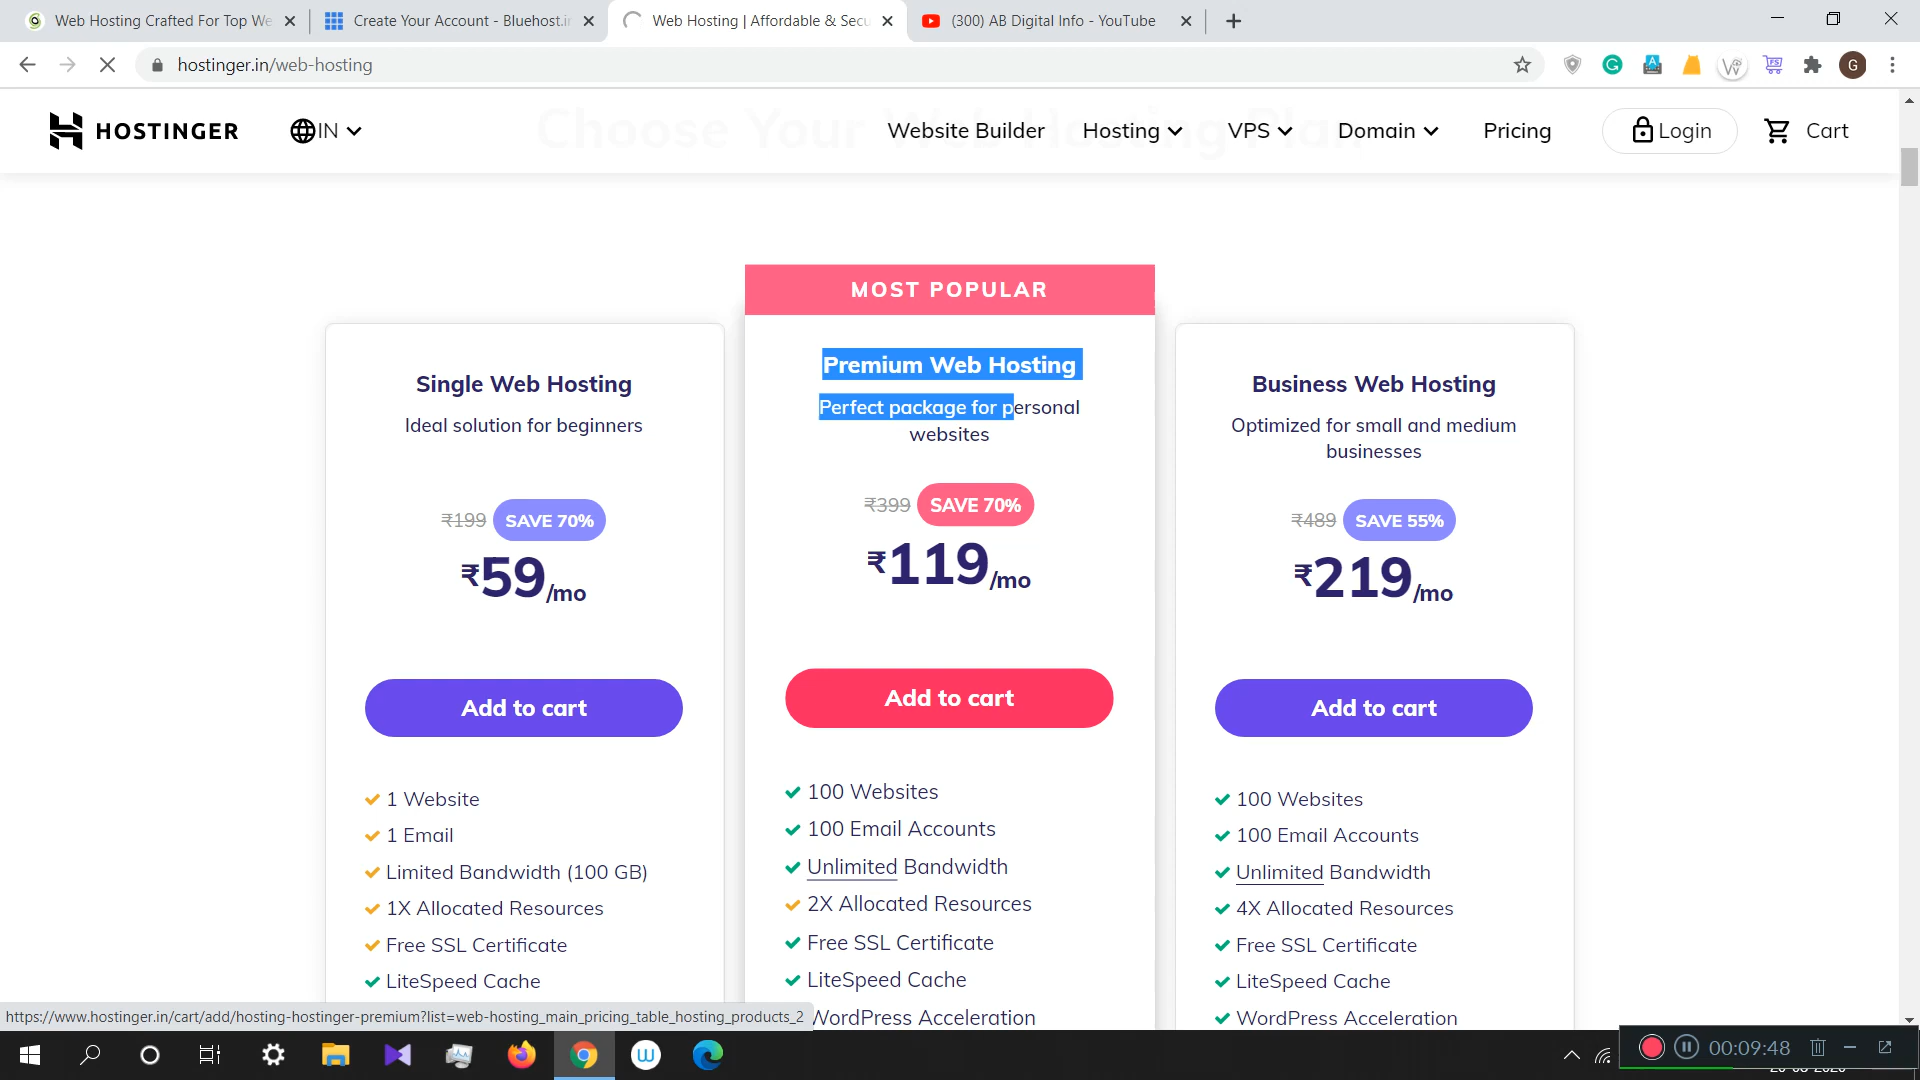 Web Hosting Crafted For Top We
Create Your Account - Bluehost.in
Web Hosting | Affordable & Secu
(300) AB Digital Info - YouTube
hostinger.in/web-hosting
G
HOSTINGER
IN
Choose Your Web Hosting Plan
Website Builder
Hosting
VPS
Domain
Pricing
Login
Cart
MOST POPULAR
Single Web Hosting
Ideal solution for beginners
₹199 SAVE 70%
₹59/mo
Add to cart
1 Website
1 Email
Limited Bandwidth (100 GB)
1X Allocated Resources
Free SSL Certificate
LiteSpeed Cache
Premium Web Hosting
Perfect package for personal
websites
₹399 SAVE 70%
₹119/mo
Add to cart
100 Websites
100 Email Accounts
Unlimited Bandwidth
2X Allocated Resources
Free SSL Certificate
LiteSpeed Cache
WordPress Acceleration
Business Web Hosting
Optimized for small and medium
businesses
₹489 SAVE 55%
₹219/mo
Add to cart
100 Websites
100 Email Accounts
Unlimited Bandwidth
4X Allocated Resources
Free SSL Certificate
LiteSpeed Cache
WordPress Acceleration
https://www.hostinger.in/cart/add/hosting-hostinger-premium?list=web-hosting_main_pricing_table_hosting_products_2
00:09:48